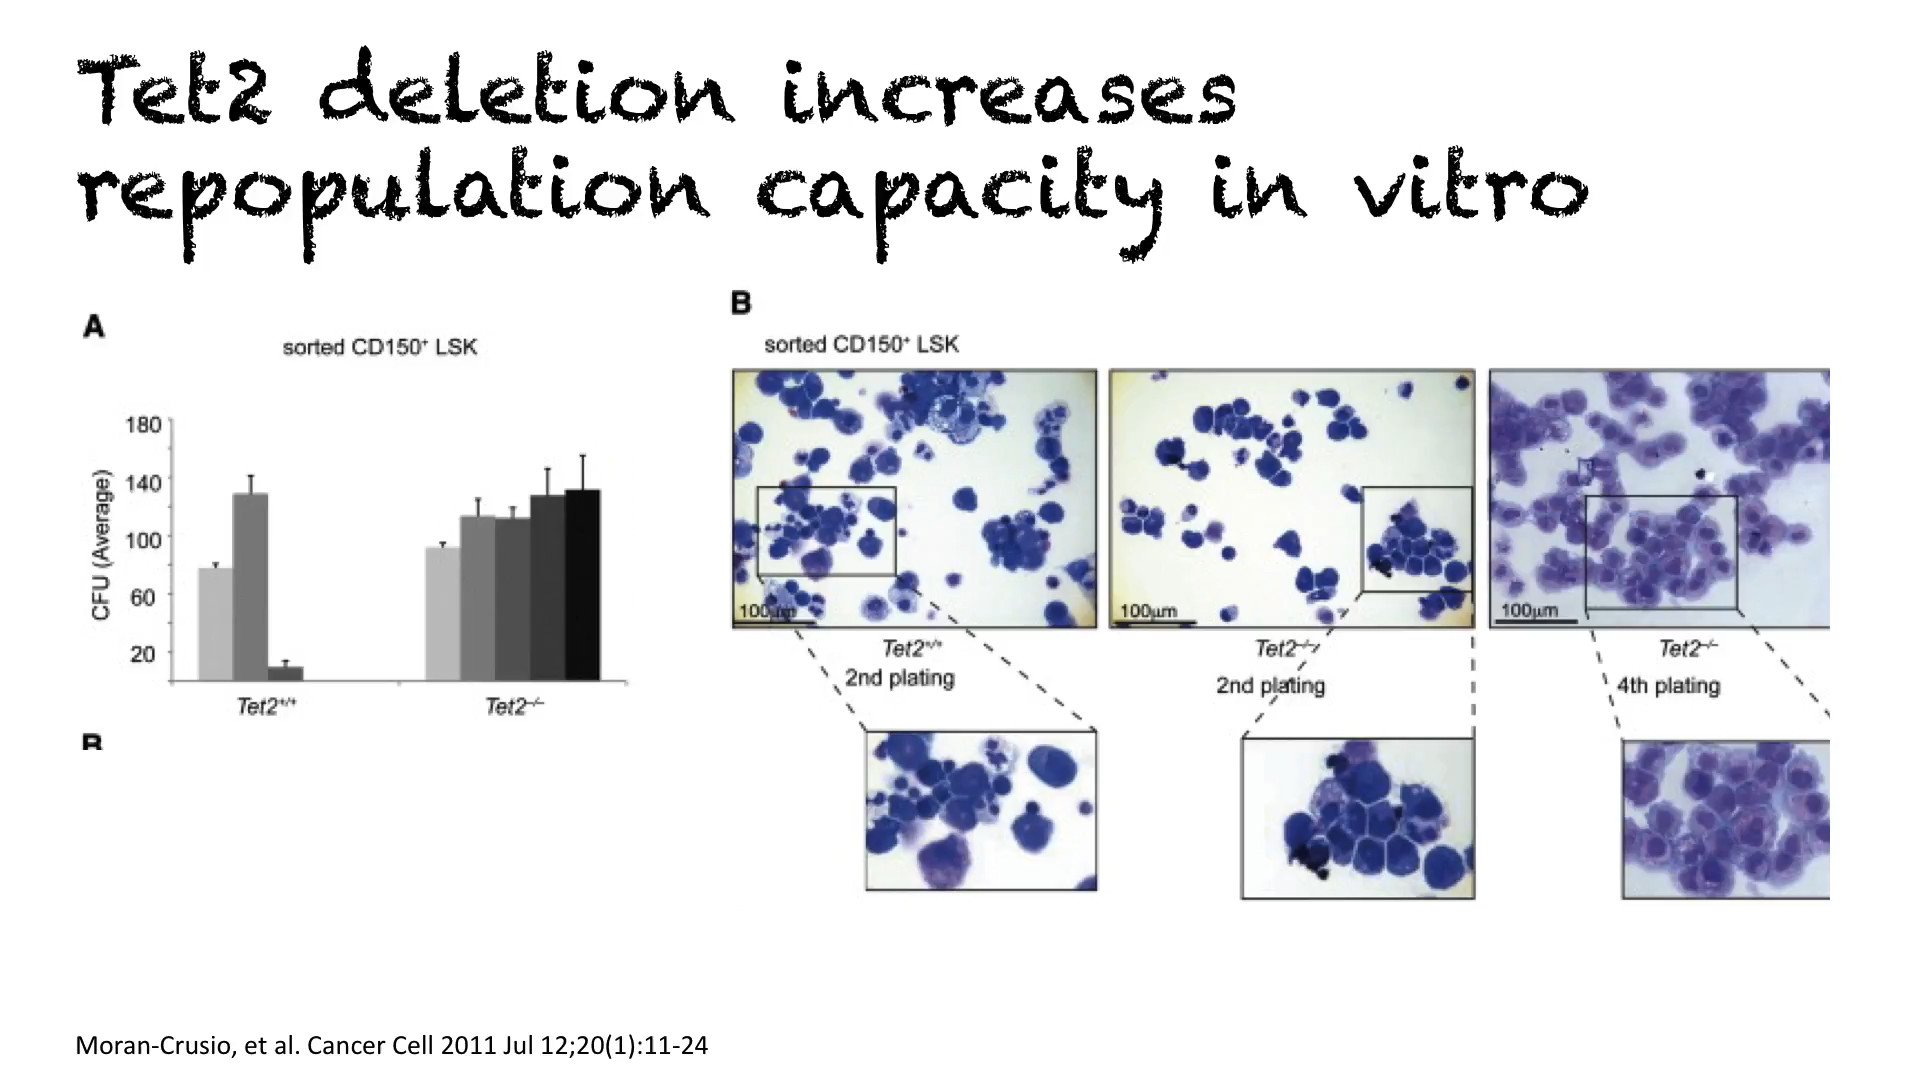 Tet2 deletion increases
repopulation capacity in vitro
A
sorted CD150⁺ LSK
180
140
100
60
20
CFU (Average)
Tet2⁺/⁺
Tet2⁻/⁻
B
B
sorted CD150⁺ LSK
100µm
100µm
100µm
Tet2⁺/⁺
Tet2⁻/⁻
Tet2⁻/⁻
2nd plating
2nd plating
4th plating
Moran-Crusio, et al. Cancer Cell 2011 Jul 12;20(1):11-24